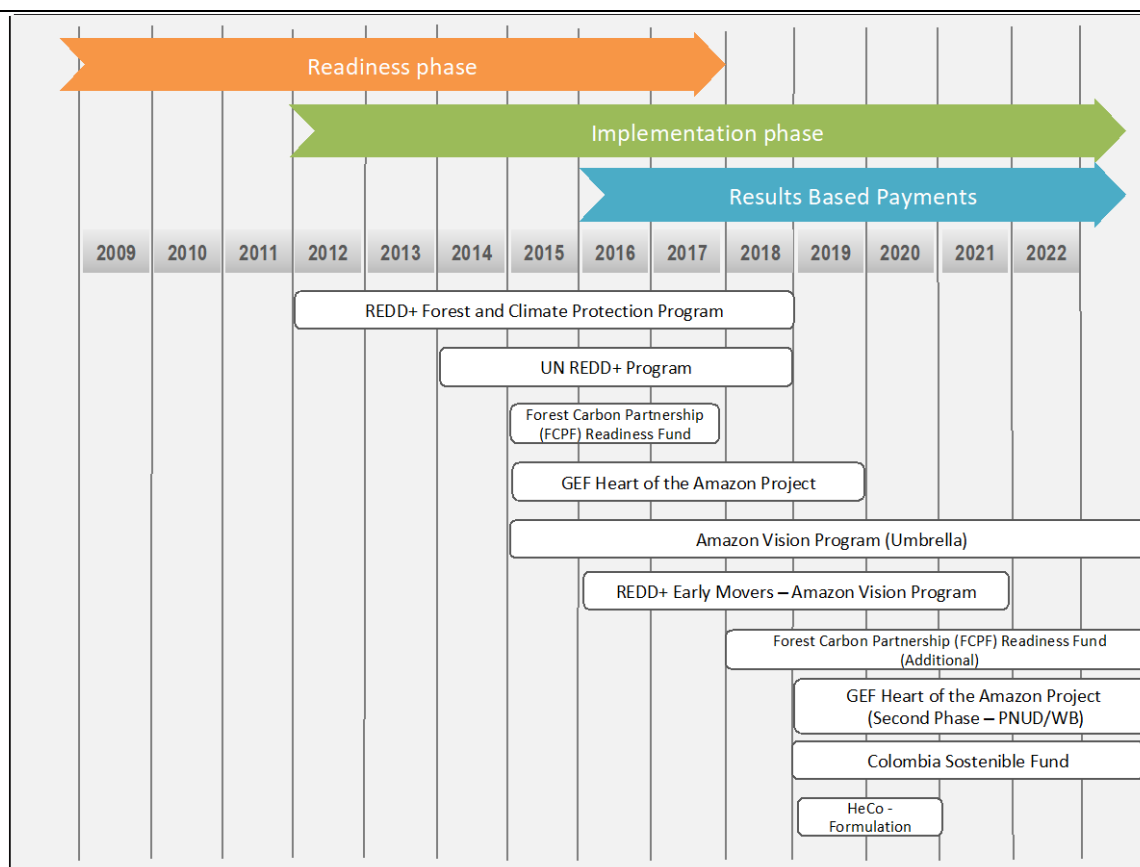 Readiness phase
Implementation phase
Results Based Payments
2009 2010 2011 2012 2013 2014 2015 2016 2017 2018 2019 2020 2021 2022
REDD+ Forest and Climate Protection Program
UN REDD+ Program
Forest Carbon Partnership
(FCPF) Readiness Fund
GEF Heart of the Amazon Project
Amazon Vision Program (Umbrella)
REDD+ Early Movers – Amazon Vision Program
Forest Carbon Partnership (FCPF) Readiness Fund
(Additional)
GEF Heart of the Amazon Project
(Second Phase – PNUD/WB)
Colombia Sostenible Fund
HeCo -
Formulation